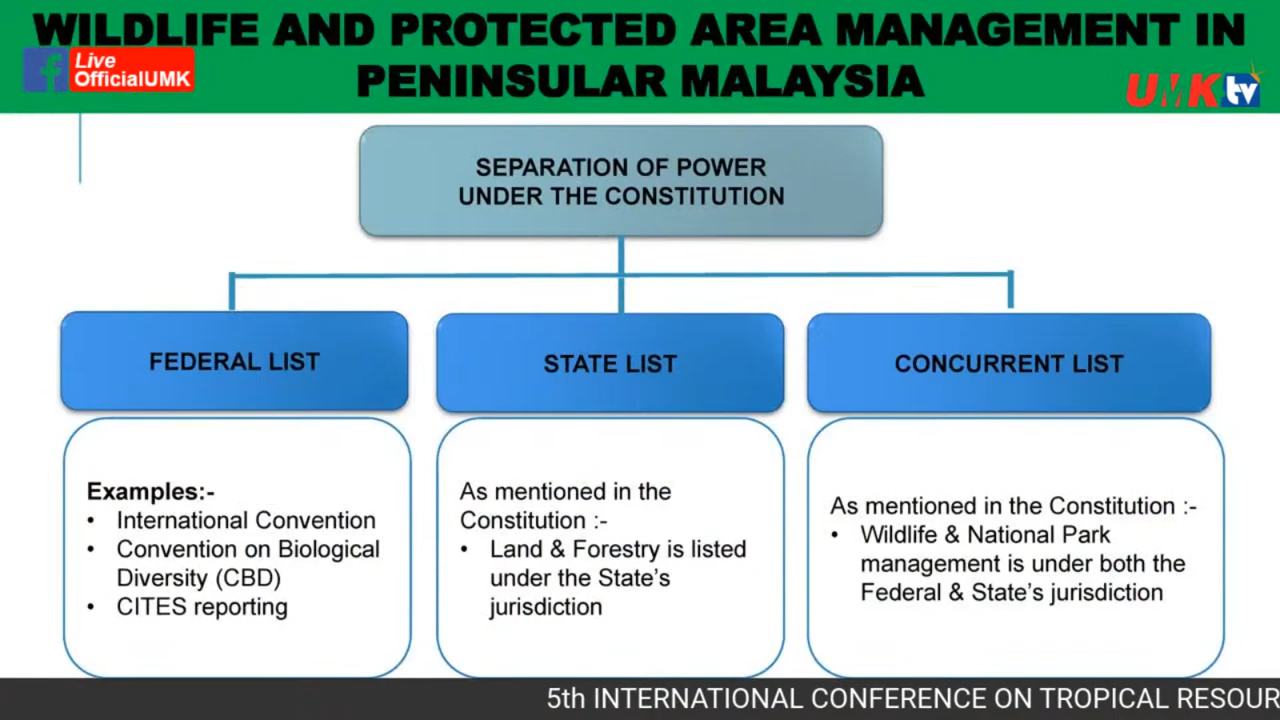 WILDLIFE AND PROTECTED AREA MANAGEMENT IN
PENINSULAR MALAYSIA
Live
OfficialUMK
UMK tv
SEPARATION OF POWER
UNDER THE CONSTITUTION
FEDERAL LIST
Examples:-
• International Convention
• Convention on Biological
Diversity (CBD)
• CITES reporting
STATE LIST
As mentioned in the
Constitution :-
• Land & Forestry is listed
under the State's
jurisdiction
CONCURRENT LIST
As mentioned in the Constitution :-
• Wildlife & National Park
management is under both the
Federal & State's jurisdiction
5th INTERNATIONAL CONFERENCE ON TROPICAL RESOUR